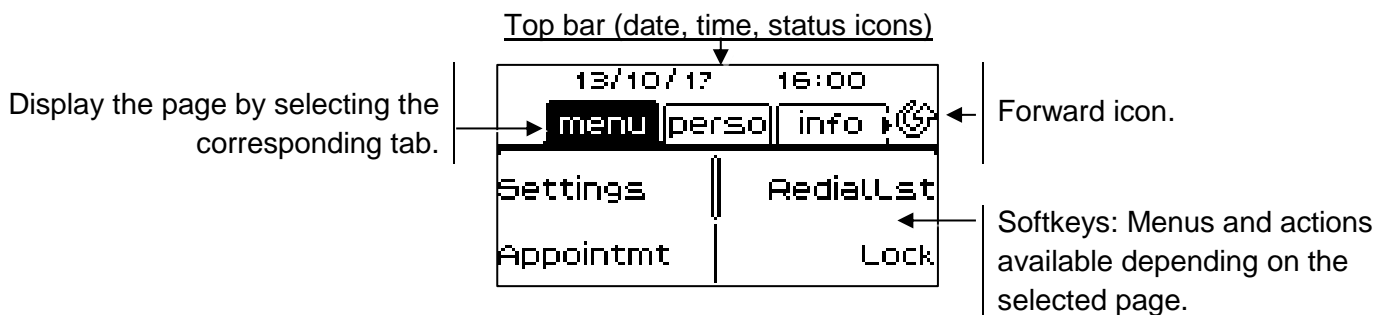 Top bar (date, time, status icons)
13/10/17 16:00
Display the page by selecting the
corresponding tab.
menu perso info
Forward icon.
Settings RedialLst
Appointmt Lock
Softkeys: Menus and actions
available depending on the
selected page.